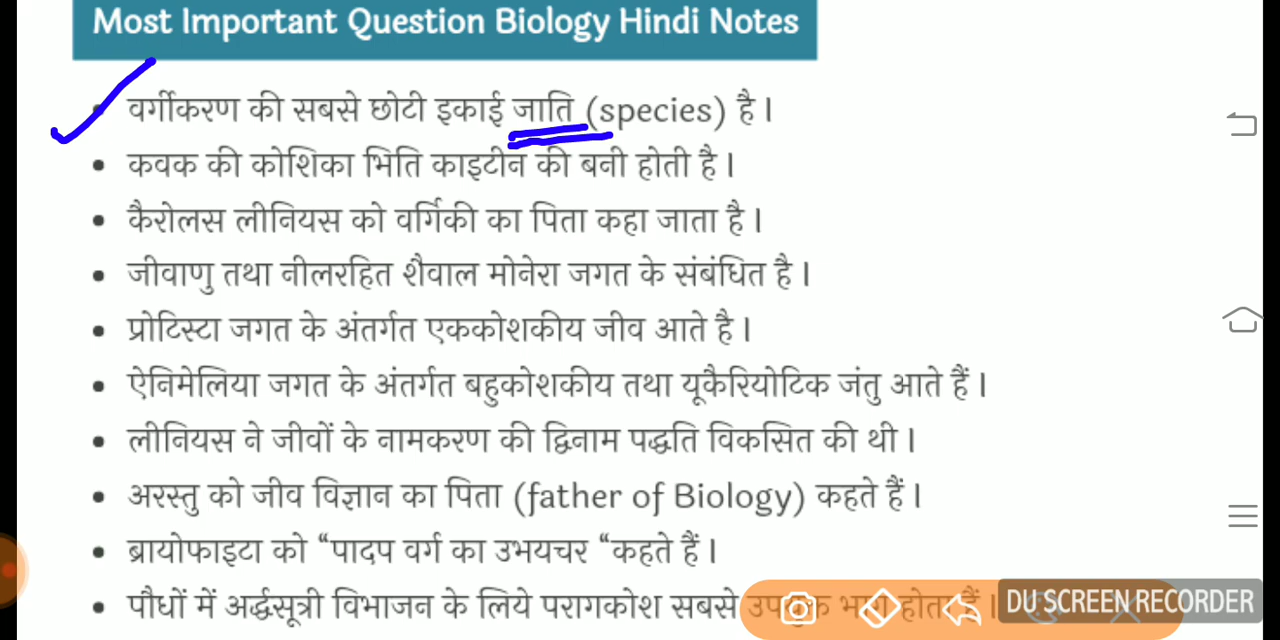 Most Important Question Biology Hindi Notes
वर्गीकरण की सबसे छोटी इकाई जाति (species) है।
कवक की कोशिका भिति काइटीन की बनी होती है।
कैरोलस लीनियस को वर्गिकी का पिता कहा जाता है।
जीवाणु तथा नीलरहित शैवाल मोनेरा जगत के संबंधित है।
प्रोटिस्टा जगत के अंतर्गत एककोशकीय जीव आते है।
ऐनिमेलिया जगत के अंतर्गत बहुकोशकीय तथा यूकैरियोटिक जंतु आते हैं।
लीनियस ने जीवों के नामकरण की द्विनाम पद्धति विकसित की थी।
अरस्तु को जीव विज्ञान का पिता (father of Biology) कहते हैं।
ब्रायोफाइटा को “पादप वर्ग का उभयचर “कहते हैं।
पौधों में अर्द्धसूत्री विभाजन के लिये परागकोश सबसे उपयुक्त भाग होता हैं।
DU SCREEN RECORDER